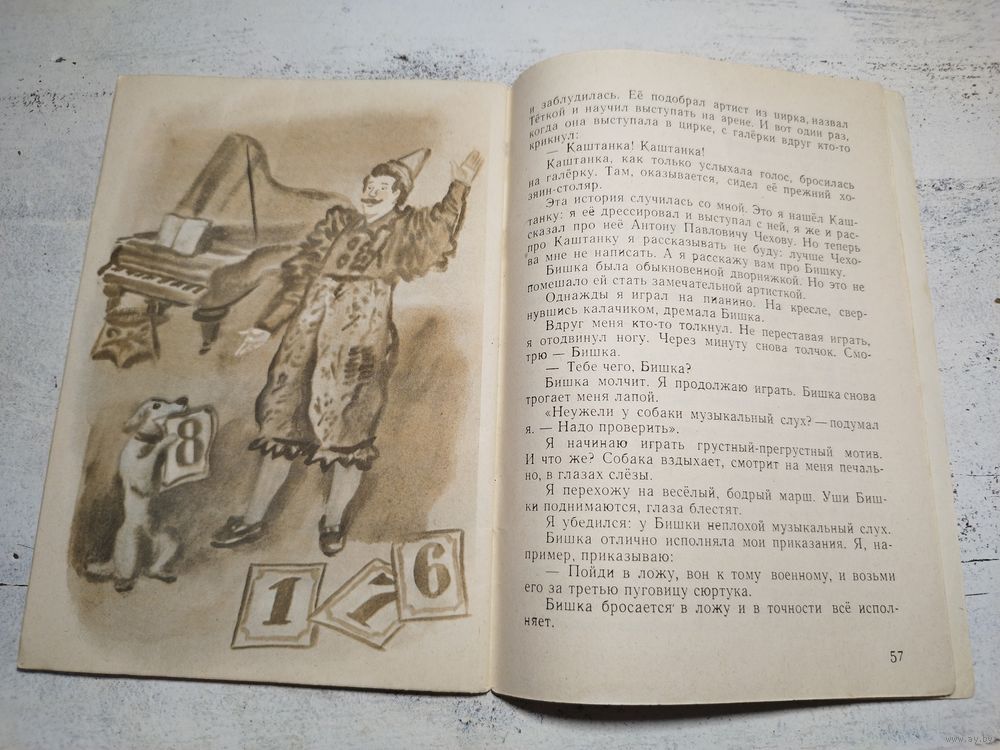 8
1
7
6
и заблудилась. Её подобрал артист из цирка, назвал
Тёткой и научил выступать на арене. И вот один раз,
когда она выступала в цирке, с галёрки вдруг кто-то
крикнул:
— Каштанка! Каштанка!
Каштанка, как только услыхала голос, бросилась
на галёрку. Там, оказывается, сидел её прежний хо-
зяин-столяр.
Эта история случилась со мной. Это я нашёл Каш-
танку: я её дрессировал и выступал с ней, я же и рас-
сказал про неё Антону Павловичу Чехову. Но теперь
про Каштанку я рассказывать не буду: лучше Чехо-
ва мне не написать. А я расскажу вам про Бишку.
Бишка была обыкновенной дворняжкой. Но это не
помешало ей стать замечательной артисткой.
Однажды я играл на пианино. На кресле, свер-
нувшись калачиком, дремала Бишка.
Вдруг меня кто-то толкнул. Не переставая играть,
я отодвинул ногу. Через минуту снова толчок. Смо-
трю — Бишка.
— Тебе чего, Бишка?
Бишка молчит. Я продолжаю играть. Бишка снова
трогает меня лапой.
«Неужели у собаки музыкальный слух? — подумал
я. — Надо проверить».
Я начинаю играть грустный-прегрустный мотив.
И что же? Собака вздыхает, смотрит на меня печаль-
но, в глазах слёзы.
Я перехожу на весёлый, бодрый марш. Уши Биш-
ки поднимаются, глаза блестят.
Я убедился: у Бишки неплохой музыкальный слух.
Бишка отлично исполняла мои приказания. Я, на-
пример, приказываю:
— Пойди в ложу, вон к тому военному, и возьми
его за третью пуговицу сюртука.
Бишка бросается в ложу и в точности всё испол-
няет.
57
www.ay.by